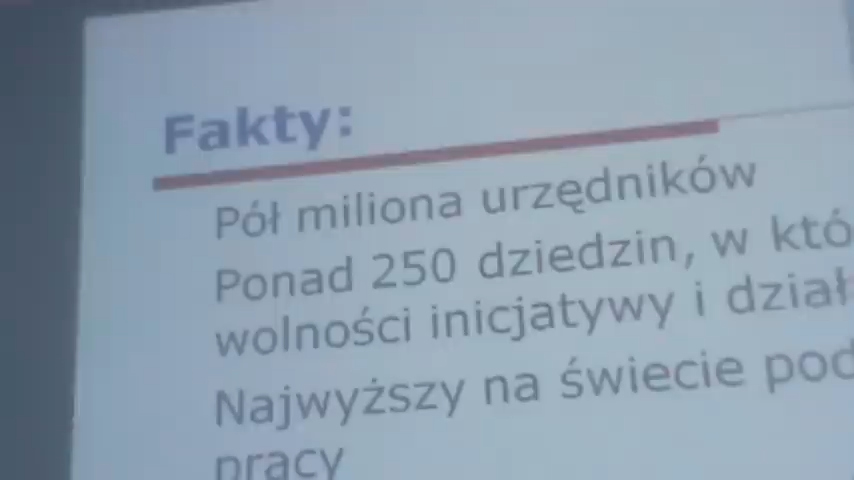 Fakty:
Pół miliona urzędników
Ponad 250 dziedzin, w któ
wolności inicjatywy i dział
Najwyższy na świecie pod
pracy